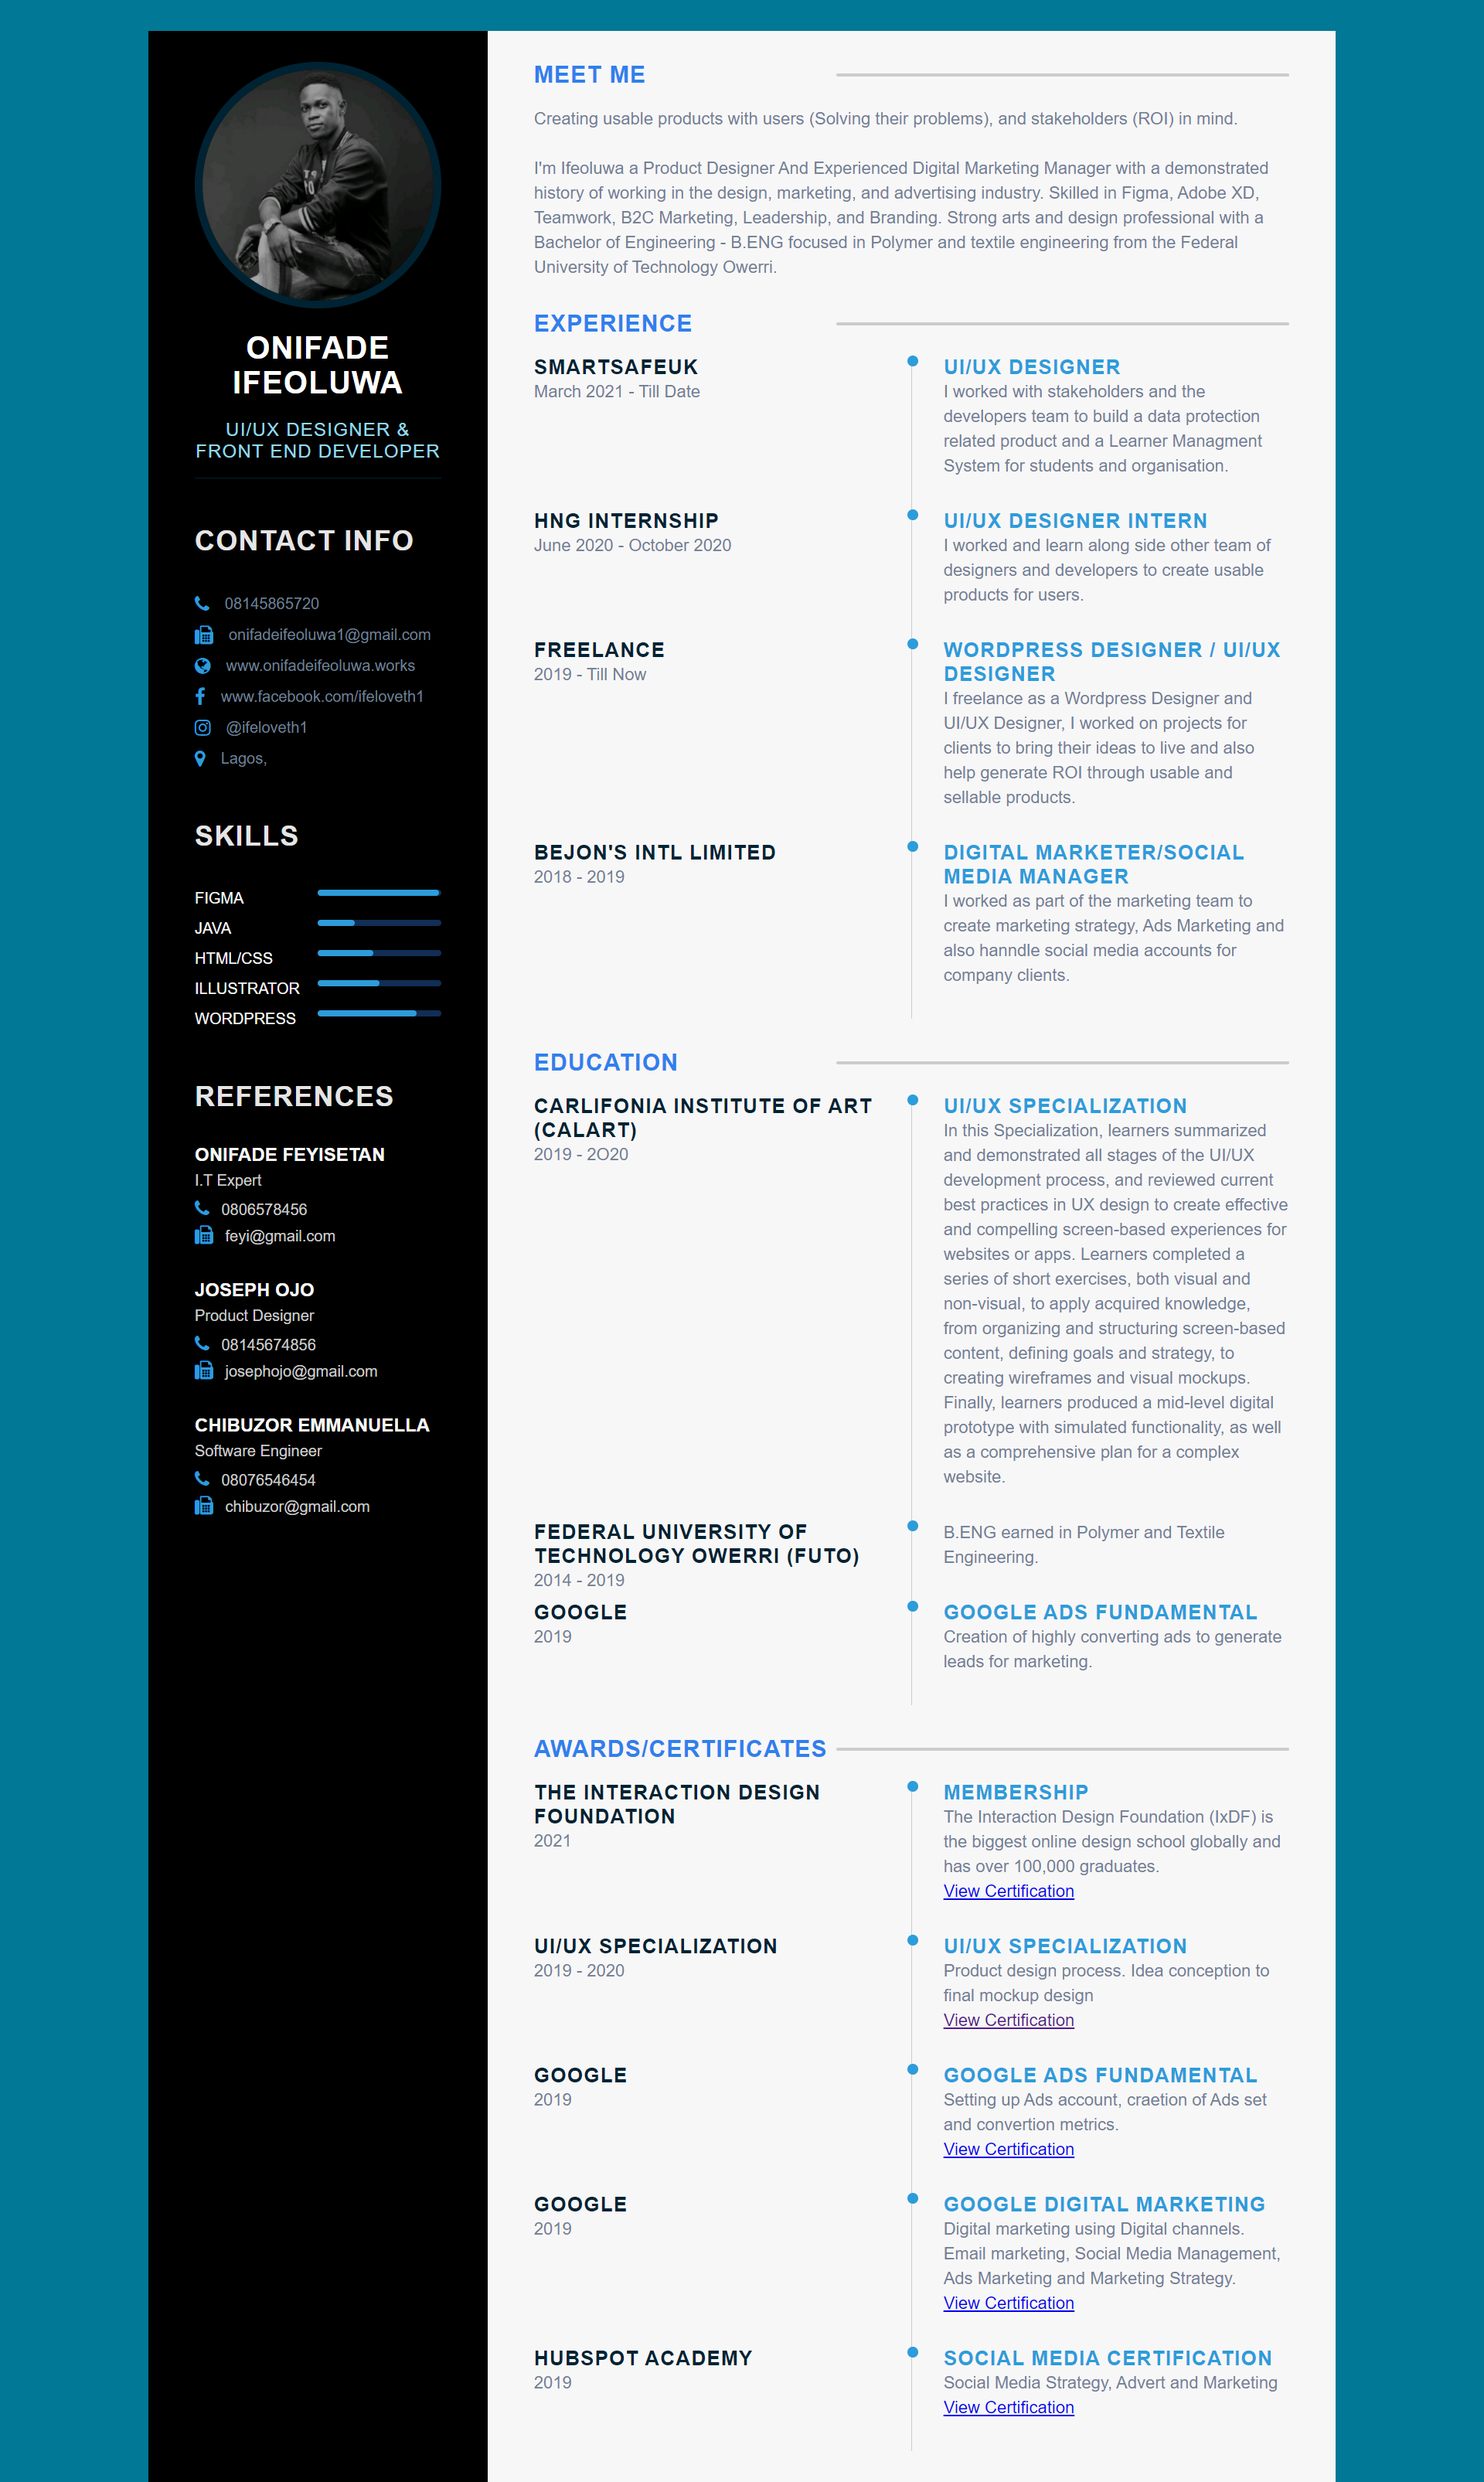 ONIFADE
IFEOLUWA
UI/UX DESIGNER &
FRONT END DEVELOPER
CONTACT INFO
08145865720
onifadeifeoluwa1@gmail.com
www.onifadeifeoluwa.works
www.facebook.com/ifeloveth1
@ifeloveth1
Lagos,
SKILLS
FIGMA
JAVA
HTML/CSS
ILLUSTRATOR
WORDPRESS
REFERENCES
ONIFADE FEYISETAN
I.T Expert
0806578456
feyi@gmail.com
JOSEPH OJO
Product Designer
08145674856
josephojo@gmail.com
CHIBUZOR EMMANUELLA
Software Engineer
08076546454
chibuzor@gmail.com
MEET ME
Creating usable products with users (Solving their problems), and stakeholders (ROI) in mind.
I'm Ifeoluwa a Product Designer And Experienced Digital Marketing Manager with a demonstrated
history of working in the design, marketing, and advertising industry. Skilled in Figma, Adobe XD,
Teamwork, B2C Marketing, Leadership, and Branding. Strong arts and design professional with a
Bachelor of Engineering - B.ENG focused in Polymer and textile engineering from the Federal
University of Technology Owerri.
EXPERIENCE
SMARTSAFEUK
March 2021 - Till Date
UI/UX DESIGNER
I worked with stakeholders and the
developers team to build a data protection
related product and a Learner Managment
System for students and organisation.
HNG INTERNSHIP
June 2020 - October 2020
UI/UX DESIGNER INTERN
I worked and learn along side other team of
designers and developers to create usable
products for users.
FREELANCE
2019 - Till Now
WORDPRESS DESIGNER / UI/UX
DESIGNER
I freelance as a Wordpress Designer and
UI/UX Designer, I worked on projects for
clients to bring their ideas to live and also
help generate ROI through usable and
sellable products.
BEJON'S INTL LIMITED
2018 - 2019
DIGITAL MARKETER/SOCIAL
MEDIA MANAGER
I worked as part of the marketing team to
create marketing strategy, Ads Marketing and
also hanndle social media accounts for
company clients.
EDUCATION
CARLIFONIA INSTITUTE OF ART
(CALART)
2019 - 2O20
UI/UX SPECIALIZATION
In this Specialization, learners summarized
and demonstrated all stages of the UI/UX
development process, and reviewed current
best practices in UX design to create effective
and compelling screen-based experiences for
websites or apps. Learners completed a
series of short exercises, both visual and
non-visual, to apply acquired knowledge,
from organizing and structuring screen-based
content, defining goals and strategy, to
creating wireframes and visual mockups.
Finally, learners produced a mid-level digital
prototype with simulated functionality, as well
as a comprehensive plan for a complex
website.
FEDERAL UNIVERSITY OF
TECHNOLOGY OWERRI (FUTO)
2014 - 2019
B.ENG earned in Polymer and Textile
Engineering.
GOOGLE
2019
GOOGLE ADS FUNDAMENTAL
Creation of highly converting ads to generate
leads for marketing.
AWARDS/CERTIFICATES
THE INTERACTION DESIGN
FOUNDATION
2021
MEMBERSHIP
The Interaction Design Foundation (IxDF) is
the biggest online design school globally and
has over 100,000 graduates.
View Certification
UI/UX SPECIALIZATION
2019 - 2020
UI/UX SPECIALIZATION
Product design process. Idea conception to
final mockup design
View Certification
GOOGLE
2019
GOOGLE ADS FUNDAMENTAL
Setting up Ads account, craetion of Ads set
and convertion metrics.
View Certification
GOOGLE
2019
GOOGLE DIGITAL MARKETING
Digital marketing using Digital channels.
Email marketing, Social Media Management,
Ads Marketing and Marketing Strategy.
View Certification
HUBSPOT ACADEMY
2019
SOCIAL MEDIA CERTIFICATION
Social Media Strategy, Advert and Marketing
View Certification